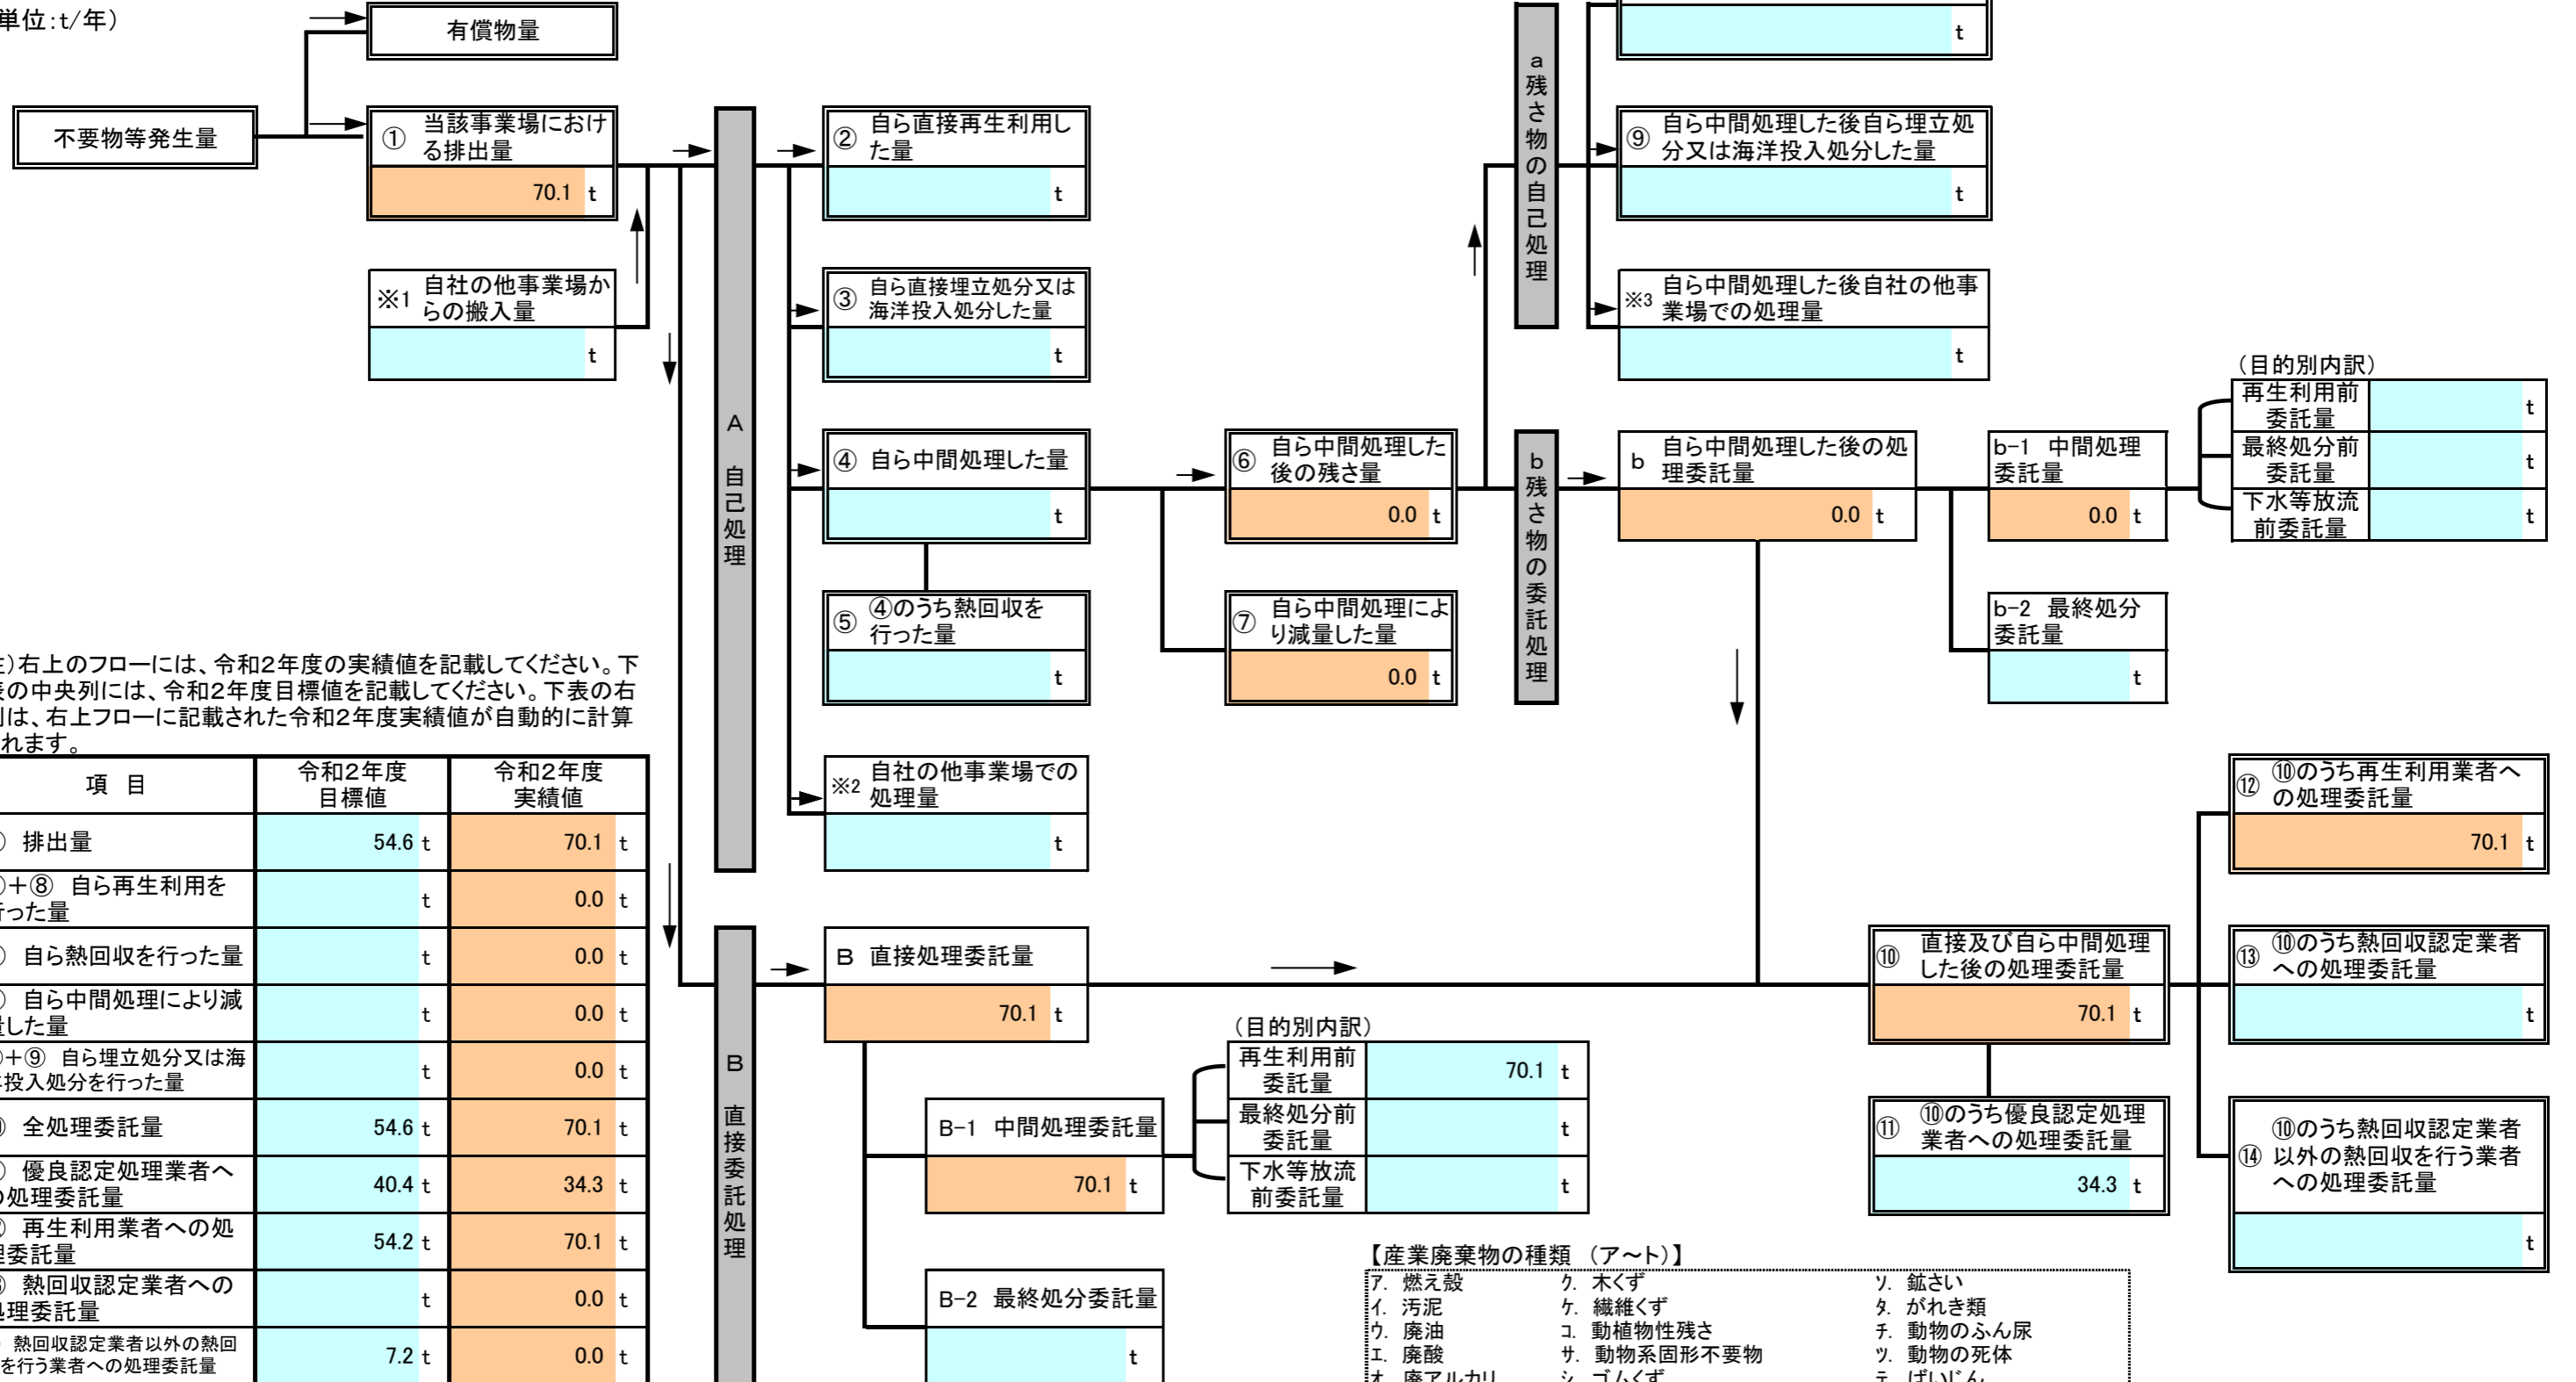 単位:t/年)
有償物量
不要物等発生量
① 当該事業場におけ
る排出量
70.1 t
※1 自社の他事業場か
らの搬入量
t
A 自己処理
② 自ら直接再生利用し
た量
t
③ 自ら直接埋立処分又は
海洋投入処分した量
t
④ 自ら中間処理した量
t
⑤ ④のうち熱回収を
行った量
t
※2 自社の他事業場での
処理量
t
⑥ 自ら中間処理した
後の残さ量
0.0 t
⑦ 自ら中間処理によ
り減量した量
0.0 t
a残さ物の自己処理
t
⑨ 自ら中間処理した後自ら埋立処
分又は海洋投入処分した量
t
※3 自ら中間処理した後自社の他事
業場での処理量
t
b残さ物の委託処理
b 自ら中間処理した後の処
理委託量
0.0 t
b-1 中間処理
委託量
0.0 t
(目的別内訳)
再生利用前
委託量
t
最終処分前
委託量
t
下水等放流
前委託量
t
b-2 最終処分
委託量
t
)右上のフローには、令和2年度の実績値を記載してください。下
の中央列には、令和2年度目標値を記載してください。下表の右
は、右上フローに記載された令和2年度実績値が自動的に計算
れます。
項 目 令和2年度
目標値 令和2年度
実績値
排出量 54.6 t 70.1 t
+⑧ 自ら再生利用を
った量 t 0.0 t
自ら熱回収を行った量 t 0.0 t
自ら中間処理により減
した量 t 0.0 t
+⑨ 自ら埋立処分又は海
投入処分を行った量 t 0.0 t
全処理委託量 54.6 t 70.1 t
優良認定処理業者へ
処理委託量 40.4 t 34.3 t
再生利用業者への処
委託量 54.2 t 70.1 t
熱回収認定業者への
理委託量 t 0.0 t
熱回収認定業者以外の熱回
を行う業者への処理委託量 7.2 t 0.0 t
B 直接委託処理
B 直接処理委託量
70.1 t
B-1 中間処理委託量
70.1 t
(目的別内訳)
再生利用前
委託量
70.1 t
最終処分前
委託量
t
下水等放流
前委託量
t
B-2 最終処分委託量
t
⑩ 直接及び自ら中間処理
した後の処理委託量
70.1 t
⑪ ⑩のうち優良認定処理
業者への処理委託量
34.3 t
⑫ ⑩のうち再生利用業者へ
の処理委託量
70.1 t
⑬ ⑩のうち熱回収認定業者
への処理委託量
t
⑭ ⑩のうち熱回収認定業者
以外の熱回収を行う業者
への処理委託量
t
【産業廃棄物の種類 (ア~ト)】
ア. 燃え殻 ク. 木くず ソ. 鉱さい
イ. 汚泥 ケ. 繊維くず タ. がれき類
ウ. 廃油 コ. 動植物性残さ チ. 動物のふん尿
エ. 廃酸 サ. 動物系固形不要物 ツ. 動物の死体
オ. 廃アルカリ シ. ゴムくず テ. ばいじん